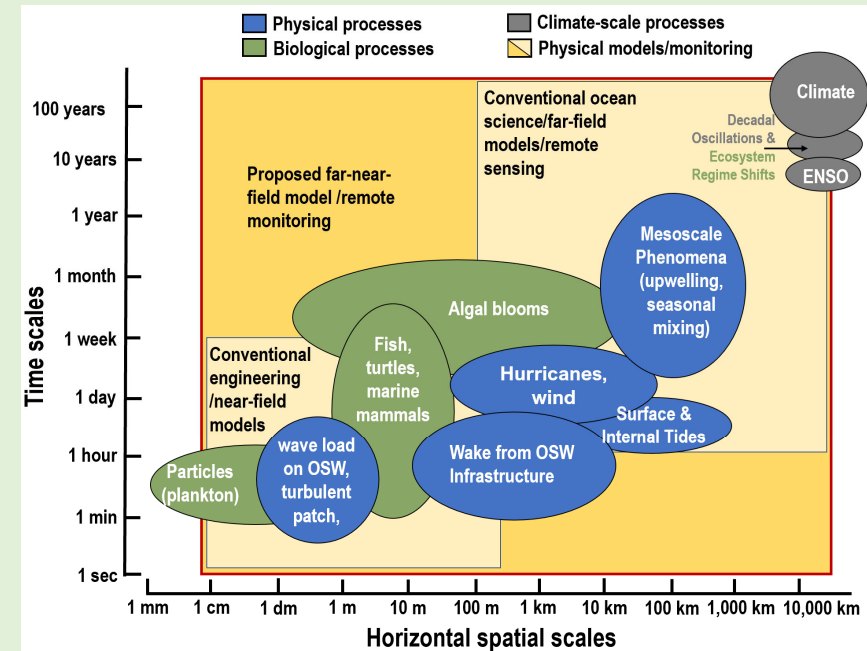 Physical processes
Biological processes
Climate-scale processes
Physical models/monitoring
Time scales
100 years
10 years
1 year
1 month
1 week
1 day
1 hour
1 min
1 sec
Proposed far-near-
field model /remote
monitoring
Conventional ocean
science/far-field
models/remote
sensing
Decadal
Oscillations &
Ecosystem
Regime Shifts
Climate
ENSO
Mesoscale
Phenomena
(upwelling,
seasonal
mixing)
Algal blooms
Fish,
turtles,
marine
mammals
Conventional
engineering
/near-field
models
Hurricanes,
wind
Surface &
Internal Tides
Wake from OSW
Infrastructure
wave load
on OSW,
turbulent
patch,
Particles
(plankton)
1 mm
1 cm
1 dm
1 m
10 m
100 m
1 km
10 km
100 km
1,000 km
10,000 km
Horizontal spatial scales